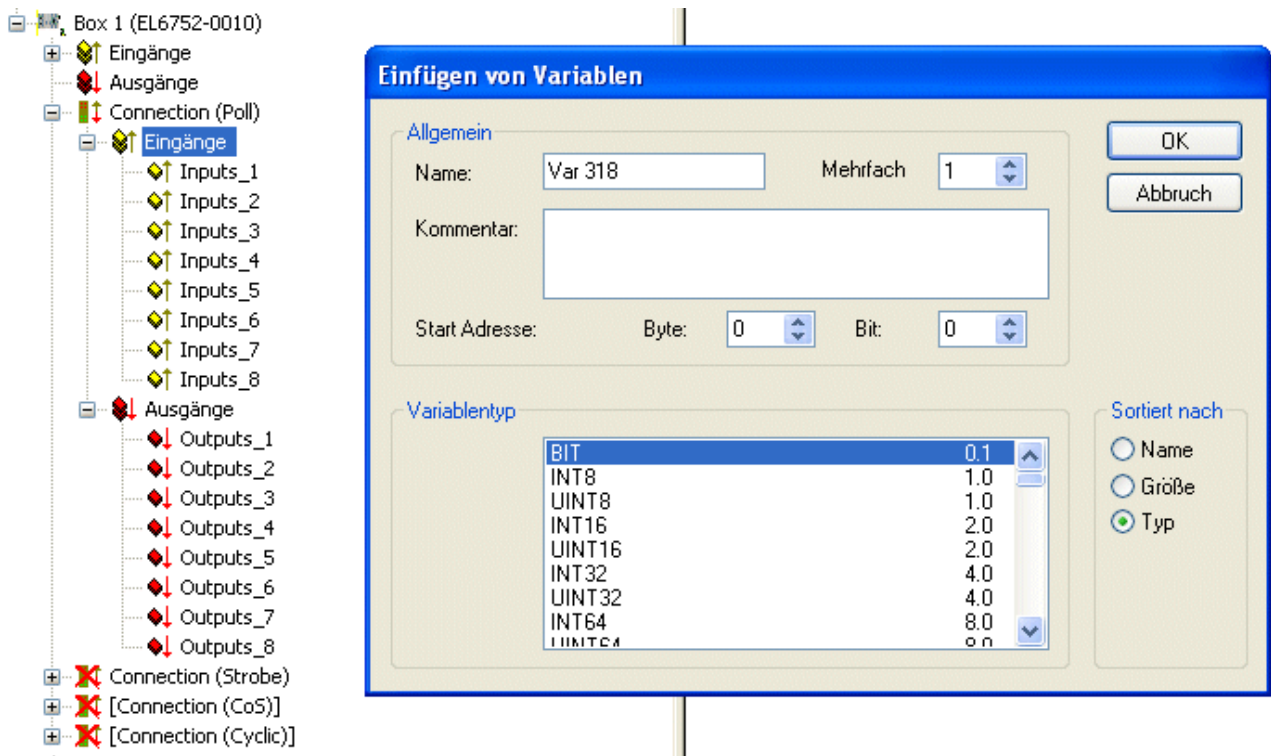 Box 1 (EL6752-0010)
Eingänge
Ausgänge
Connection (Poll)
Eingänge
Inputs_1
Inputs_2
Inputs_3
Inputs_4
Inputs_5
Inputs_6
Inputs_7
Inputs_8
Ausgänge
Outputs_1
Outputs_2
Outputs_3
Outputs_4
Outputs_5
Outputs_6
Outputs_7
Outputs_8
Connection (Strobe)
[Connection (CoS)]
[Connection (Cyclic)]
Einfügen von Variablen
Allgemein
Name: Var 318 Mehrfach 1
Kommentar:
Start Adresse: Byte: 0 Bit: 0
OK
Abbruch
Variablentyp
BIT 0.1
INT8 1.0
UINT8 1.0
INT16 2.0
UINT16 2.0
INT32 4.0
UINT32 4.0
INT64 8.0
UINT64 8.0
Sortiert nach
Name
Größe
Typ